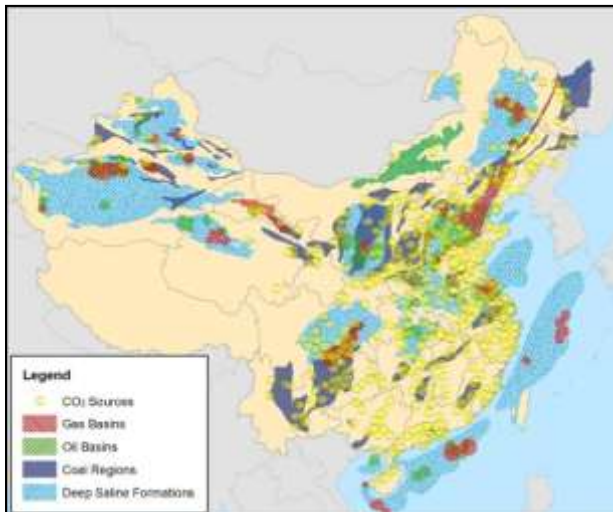 Legend
CO₂ Sources
Gas Basins
Oil Basins
Coal Regions
Deep Saline Formations